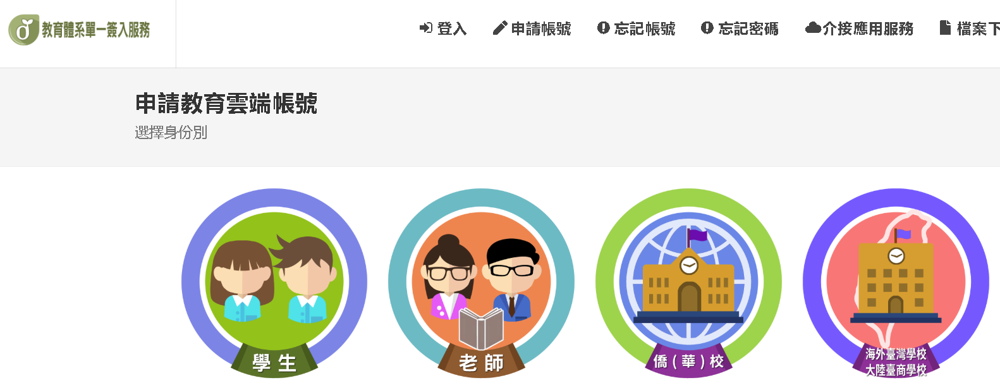 教育體系單一簽入服務
登入 申請帳號 忘記帳號 忘記密碼 介接應用服務 檔案下
申請教育雲端帳號
選擇身份別
學生
老師
僑(華)校
海外臺灣學校
大陸臺商學校